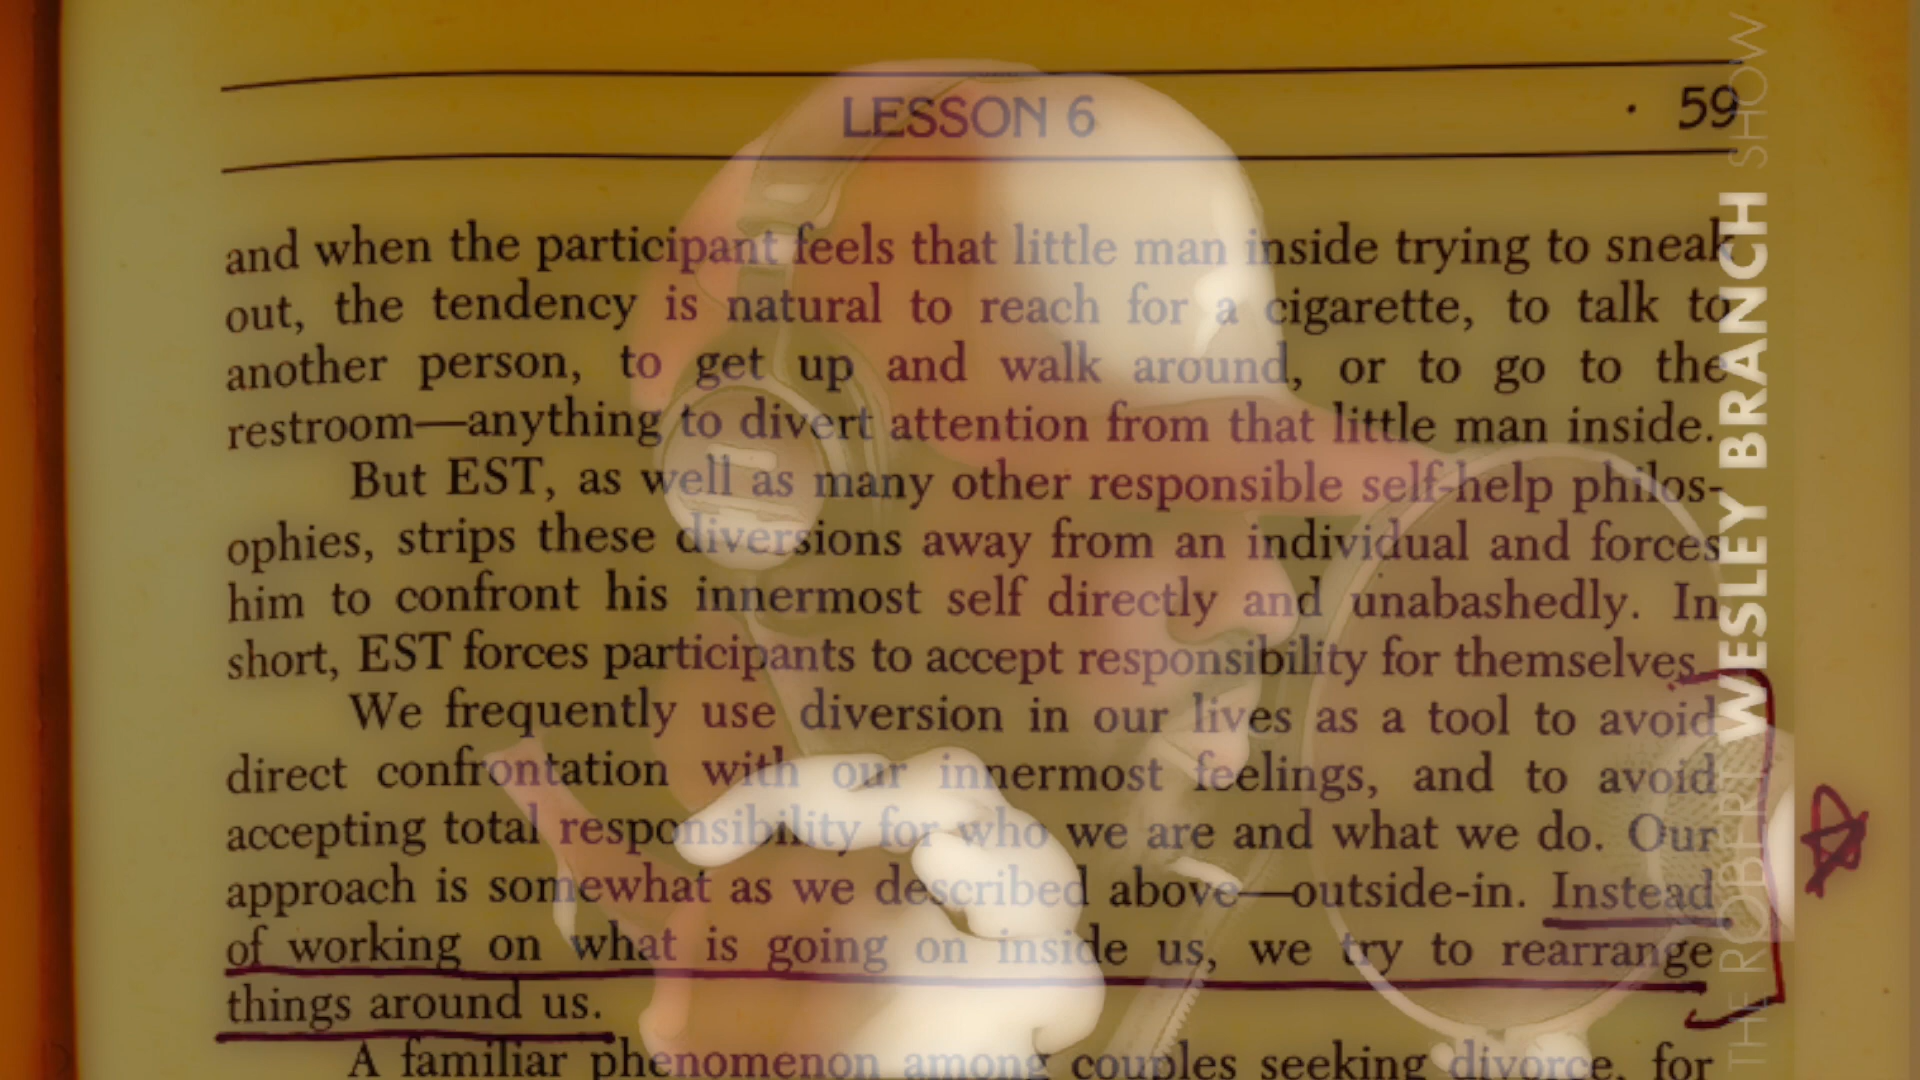 LESSON 6 · 59
and when the participant feels that little man inside trying to sneak
out, the tendency is natural to reach for a cigarette, to talk to
another person, to get up and walk around, or to go to the
restroom—anything to divert attention from that little man inside.
But EST, as well as many other responsible self-help philos-
ophies, strips these diversions away from an individual and forces
him to confront his innermost self directly and unabashedly. In
short, EST forces participants to accept responsibility for themselves.
We frequently use diversion in our lives as a tool to avoid
direct confrontation with our innermost feelings, and to avoid
accepting total responsibility for who we are and what we do. Our
approach is somewhat as we described above—outside-in. Instead
of working on what is going on inside us, we try to rearrange
things around us.
A familiar phenomenon among couples seeking divorce, for
THE ROBERT WESLEY BRANCH SHOW